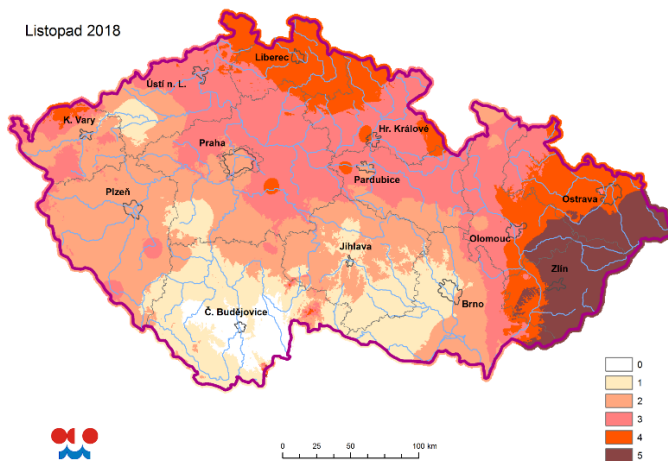 Listopad 2018
Liberec
Ústí n. L.
K. Vary
Hr. Králové
Praha
Pardubice
Plzeň
Ostrava
Olomouc
Jihlava
Zlín
Brno
Č. Budějovice
0
1
2
3
4
5
0 25 50 100 km